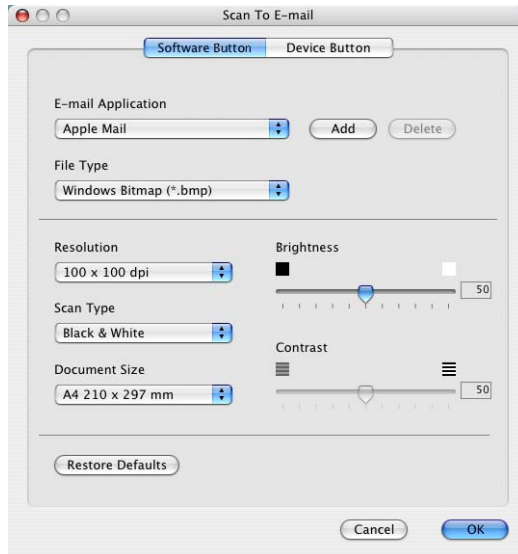 Scan To E-mail
Software Button Device Button
E-mail Application
Apple Mail Add Delete
File Type
Windows Bitmap (*.bmp)
Resolution Brightness
100 x 100 dpi
50
Scan Type
Black & White
Contrast
Document Size
A4 210 x 297 mm 50
Restore Defaults
Cancel OK